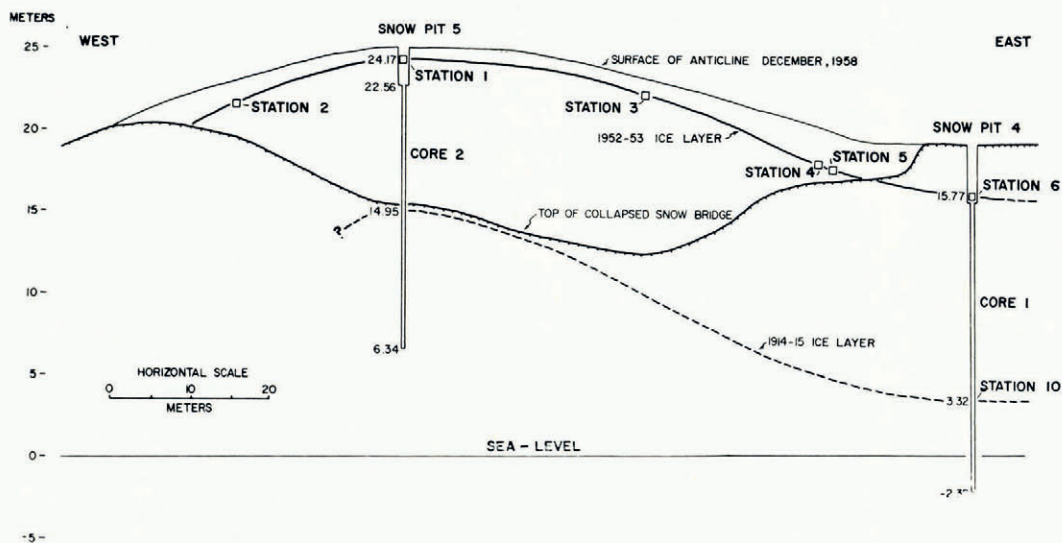 METERS
WEST
SNOW PIT 5
EAST
25-
SURFACE OF ANTICLINE DECEMBER, 1958
24.17
STATION 1
22.56
STATION 2
STATION 3
20-
1952-53 ICE LAYER
SNOW PIT 4
CORE 2
STATION 4
STATION 5
STATION 6
15.77
15-
14.95
?
TOP OF COLLAPSED SNOW BRIDGE
10-
CORE 1
6.34
1914-15 ICE LAYER
5-
HORIZONTAL SCALE
0 10 20
METERS
STATION 10
3.32
SEA-LEVEL
0-
-5-